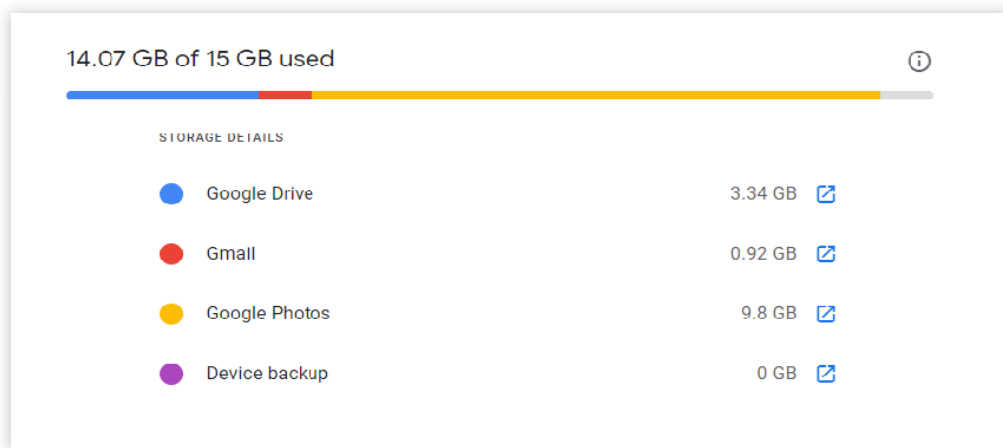 14.07 GB of 15 GB used
STORAGE DETAILS
Google Drive 3.34 GB
Gmail 0.92 GB
Google Photos 9.8 GB
Device backup 0 GB